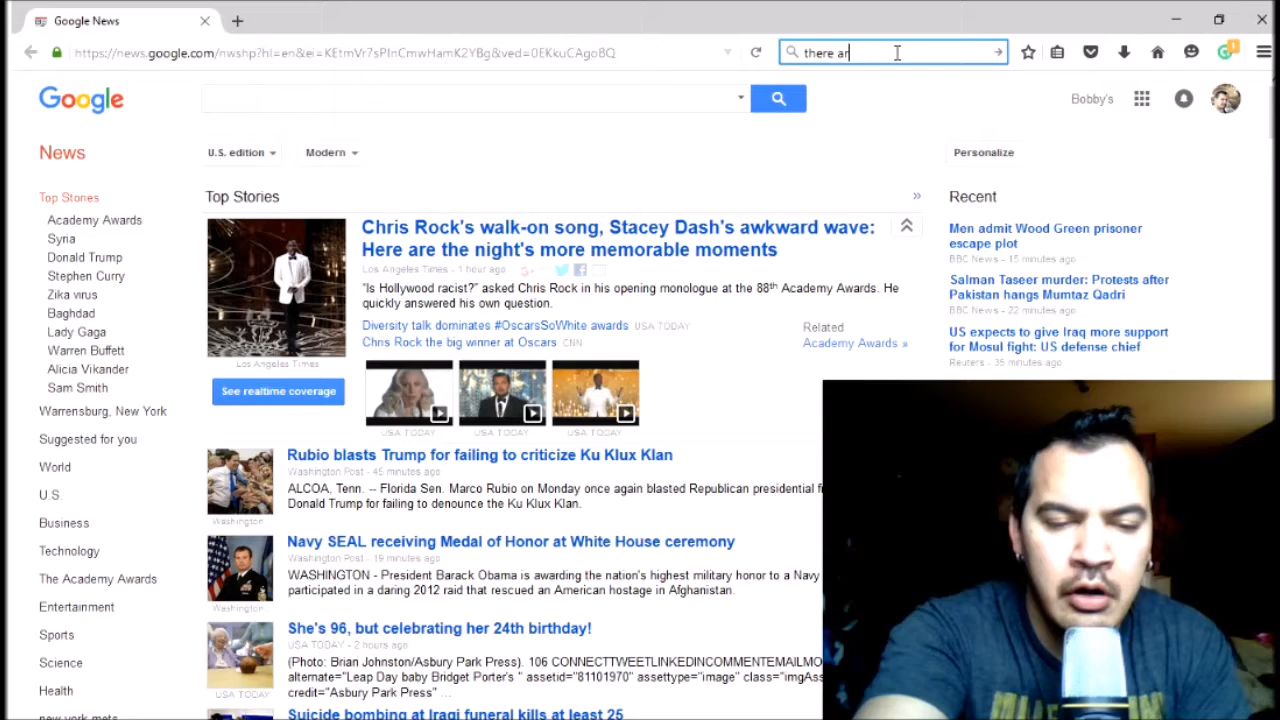 Google News
https://news.google.com/nwshp?hl=en&ei=KEtmVr7sPInCmwHamK2YBg&ved=0EKkuCAgoBQ
there ar
Google
Bobby's
News
U.S. edition
Modern
Personalize
Top Stories
Academy Awards
Syria
Donald Trump
Stephen Curry
Zika virus
Baghdad
Lady Gaga
Warren Buffett
Alicia Vikander
Sam Smith
Warrensburg, New York
Suggested for you
World
U.S.
Business
Technology
The Academy Awards
Entertainment
Sports
Science
Health
new york mets
Top Stories
Chris Rock's walk-on song, Stacey Dash's awkward wave:
Here are the night's more memorable moments
Los Angeles Times - 1 hour ago
"Is Hollywood racist?" asked Chris Rock in his opening monologue at the 88th Academy Awards. He
quickly answered his own question.
Diversity talk dominates #OscarsSoWhite awards USA TODAY
Chris Rock the big winner at Oscars CNN
Related
Academy Awards »
Los Angeles Times
See realtime coverage
USA TODAY
USA TODAY
USA TODAY
Rubio blasts Trump for failing to criticize Ku Klux Klan
Washington Post - 45 minutes ago
ALCOA, Tenn. -- Florida Sen. Marco Rubio on Monday once again blasted Republican presidential f
Donald Trump for failing to denounce the Ku Klux Klan.
Washington
Navy SEAL receiving Medal of Honor at White House ceremony
Washington Post - 19 minutes ago
WASHINGTON - President Barack Obama is awarding the nation's highest military honor to a Navy
participated in a daring 2012 raid that rescued an American hostage in Afghanistan.
Washington
She's 96, but celebrating her 24th birthday!
USA TODAY - 2 hours ago
(Photo: Brian Johnston/Asbury Park Press). 106 CONNECTTWEETLINKEDINCOMMENTEMAILMO
alternate="Leap Day baby Bridget Porter's " assetid="81101970" assettype="image" class="imgAss
credit="Asbury Park Press" ...
USA TODAY
Suicide bombing at Iraqi funeral kills at least 25
Recent
Men admit Wood Green prisoner
escape plot
BBC News - 15 minutes ago
Salman Taseer murder: Protests after
Pakistan hangs Mumtaz Qadri
BBC News - 22 minutes ago
US expects to give Iraq more support
for Mosul fight: US defense chief
Reuters - 35 minutes ago